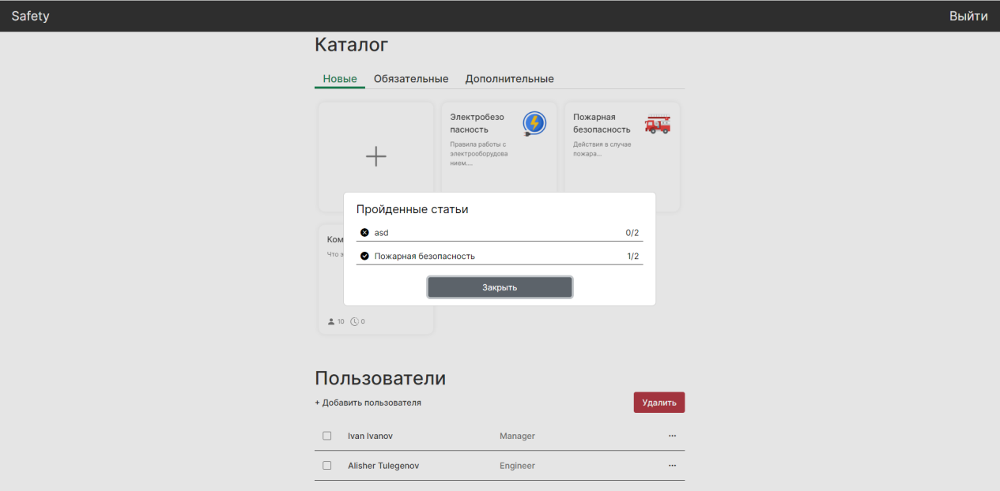 Safety
Выйти
Каталог
Новые Обязательные Дополнительные
Электробезо
пасность
Правила работы с
электрооборудова
нием....
Пожарная
безопасность
Действия в случае
пожара...
Ком
Что э
10 0
Пройденные статьи
asd 0/2
Пожарная безопасность 1/2
Закрыть
Пользователи
+ Добавить пользователя
Удалить
Ivan Ivanov Manager ...
Alisher Tulegenov Engineer ...